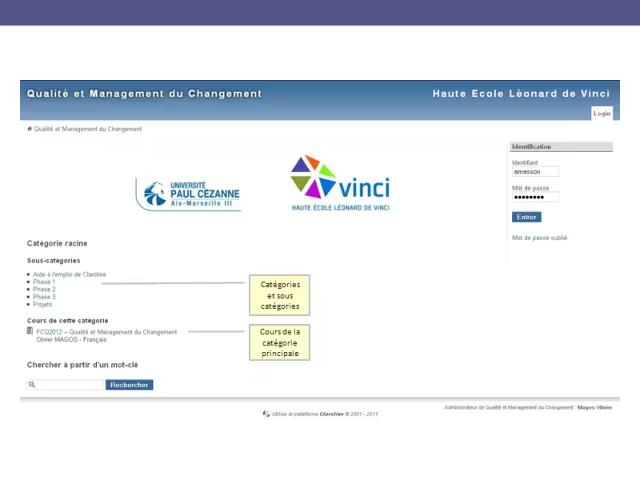 Qualité et Management du Changement
Haute Ecole Léonard de Vinci
Login
Qualité et Management du Changement
Identification
Identifiant
amasson
Mot de passe
Entrer
Mot de passe oublié
UNIVERSITÉ
PAUL CÉZANNE
Aix-Marseille III
vinci
HAUTE ÉCOLE LÉONARD DE VINCI
Catégorie racine
Sous-catégories
Aide à l'emploi de Claroline
Phase 1
Phase 2
Phase 3
Projets
Catégories
et sous
catégories
Cours de cette catégorie
FCQ2012 – Qualité et Management du Changement
Olivier MAGOS - Français
Cours de la
catégorie
principale
Chercher à partir d'un mot-clé
Rechercher
Administrateur de Qualité et Management du Changement : Magos Olivier
Utilise la plateforme Claroline © 2001 - 2011